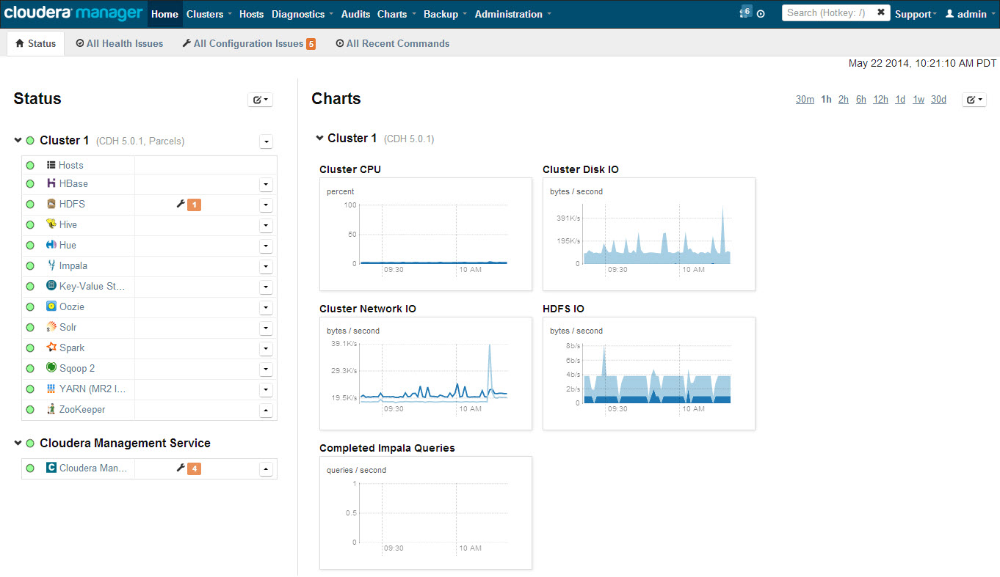 cloudera manager Home Clusters Hosts Diagnostics Audits Charts Backup Administration 6 Search (Hotkey: /) Support admin
Status All Health Issues All Configuration Issues 5 All Recent Commands
May 22 2014, 10:21:10 AM PDT
Status
Cluster 1 (CDH 5.0.1, Parcels)
Hosts
HBase
HDFS 1
Hive
Hue
Impala
Key-Value St...
Oozie
Solr
Spark
Sqoop 2
YARN (MR2 I...
ZooKeeper
Cloudera Management Service
C Cloudera Man... 4
Charts 30m 1h 2h 6h 12h 1d 1w 30d
Cluster 1 (CDH 5.0.1)
Cluster CPU
percent
100
50
0
09:30 10 AM
Cluster Disk IO
bytes / second
391K/s
195K/s
0
09:30 10 AM
Cluster Network IO
bytes / second
39.1K/s
29.3K/s
19.5K/s
09:30 10 AM
HDFS IO
bytes / second
8b/s
6b/s
4b/s
2b/s
0
09:30 10 AM
Completed Impala Queries
queries / second
1
0.5
0
09:30 10 AM